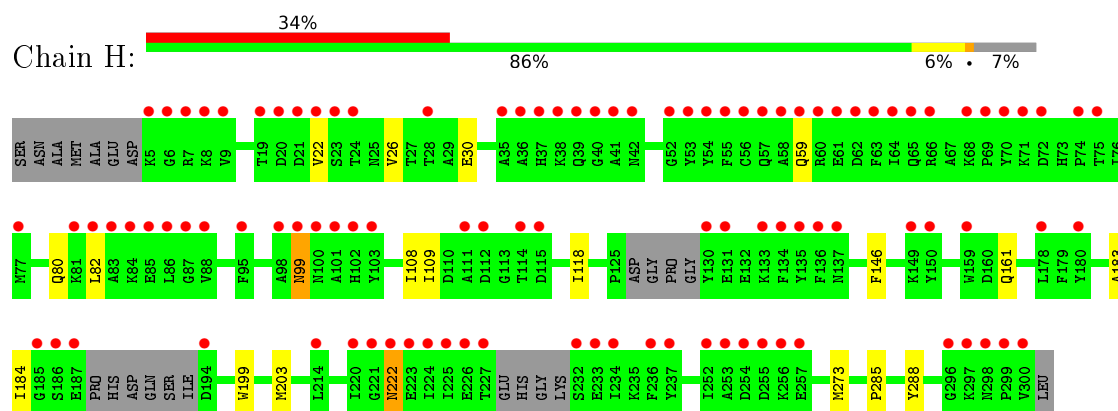 34%
Chain H:
86% 6% • 7%
SER ASN ALA MET ALA GLU ASP K5 G6 R7 K8 V9 T19 D20 D21 V22 S23 T24 N25 V26 T27 T28 A29 E30 A35 A36 H37 K38 Q39 G40 A41 N42 G52 Y53 Y54 F55 C56 Q57 A58 Q59 R60 E61 D62 F63 I64 Q65 R66 A67 K68 P69 Y70 K71 D72 H73 P74 T75 I76
M77 Q80 K81 L82 A83 K84 E85 L86 G87 V88 F95 A98 N99 N100 A101 H102 Y103 I108 I109 D110 A111 D112 G113 T114 D115 I118 P125 ASP GLY PRO GLY Y130 E131 E132 K133 F134 Y135 F136 N137 F146 K149 Y150 W159 D160 Q161 L178 F179 Y180 A183
I184 G185 S186 E187 PRO HIS ASP GLN SER ILE D194 W199 M203 L214 I220 G221 N222 E223 I224 I225 E226 T227 GLU HIS GLY LYS S232 E233 I234 K235 F236 Y237 I252 A253 D254 D255 K256 E257 M273 P285 Y288 G296 K297 N298 P299 V300 LEU